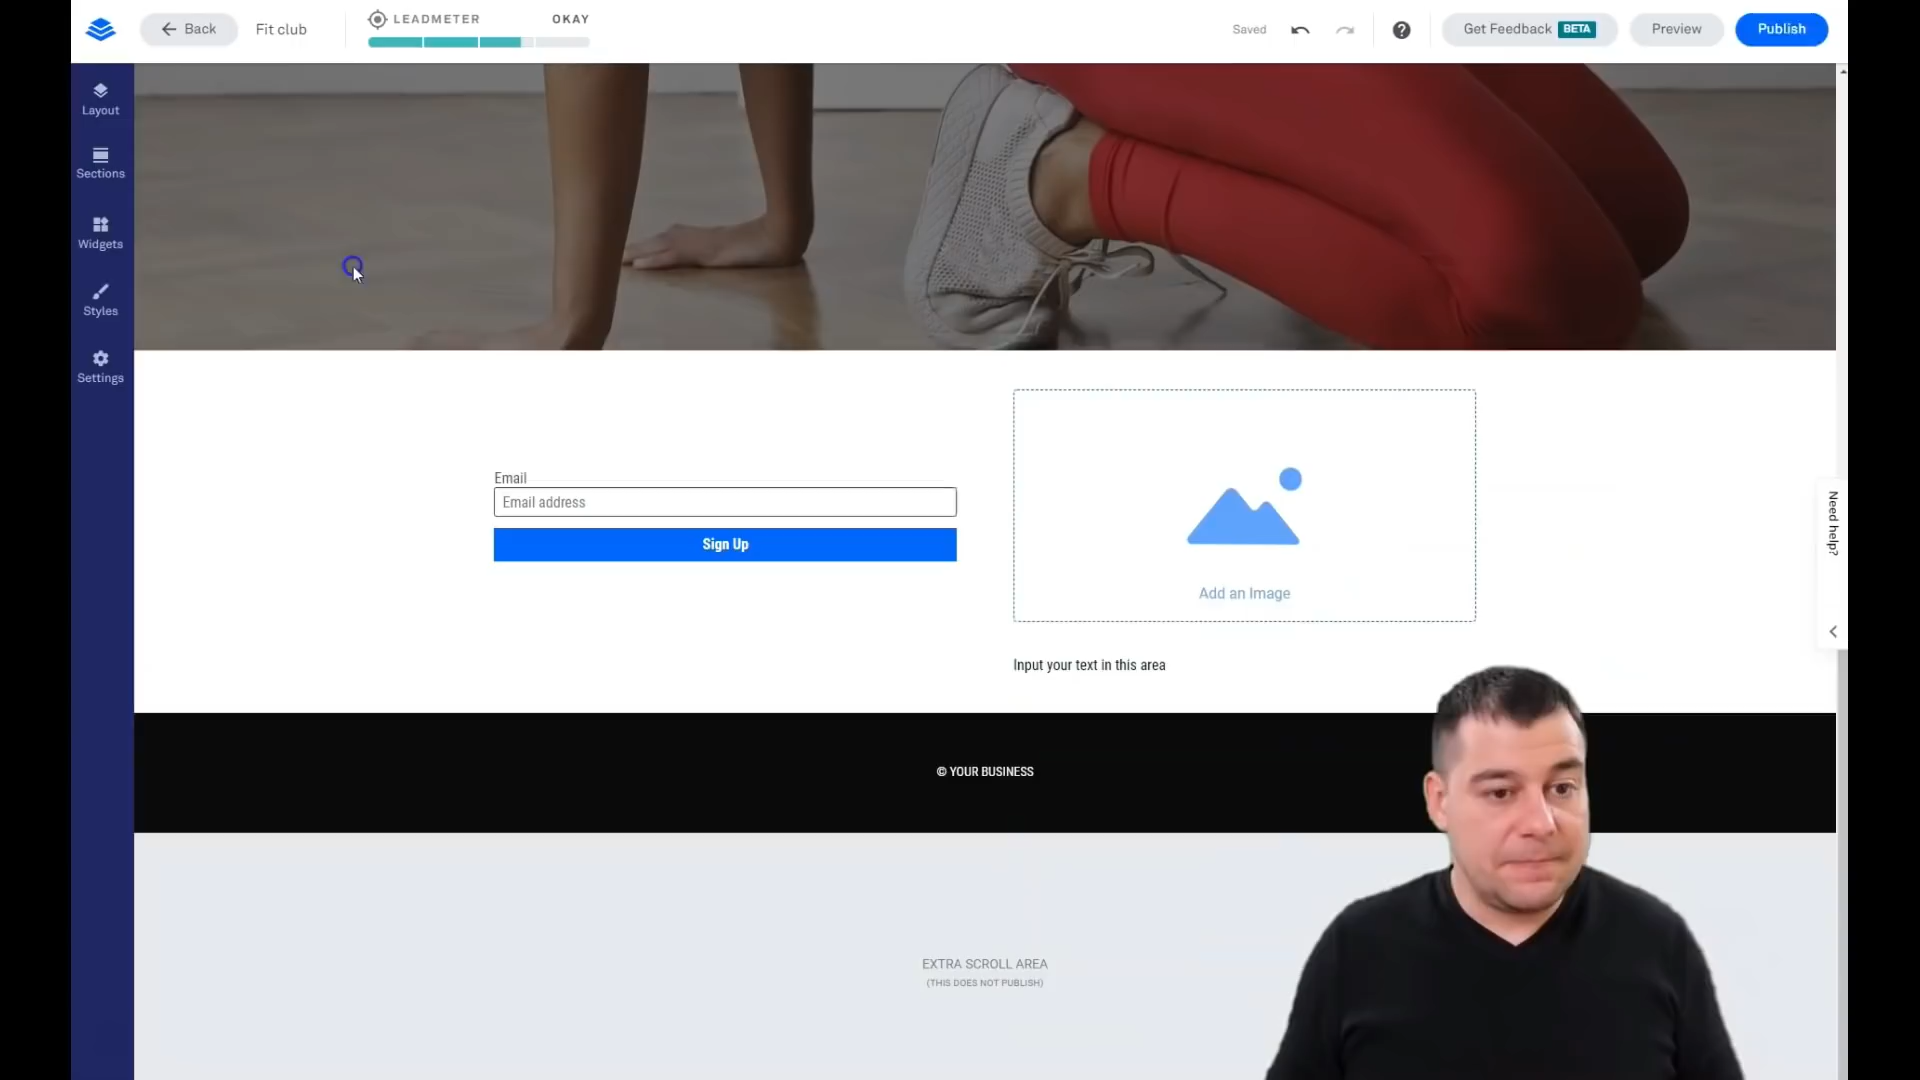 Back
Fit club
LEADMETER
OKAY
Saved
Get Feedback BETA
Preview
Publish
Layout
Sections
Widgets
Styles
Settings
Email
Email address
Sign Up
Add an Image
Input your text in this area
Need help?
© YOUR BUSINESS
EXTRA SCROLL AREA
(THIS DOES NOT PUBLISH)